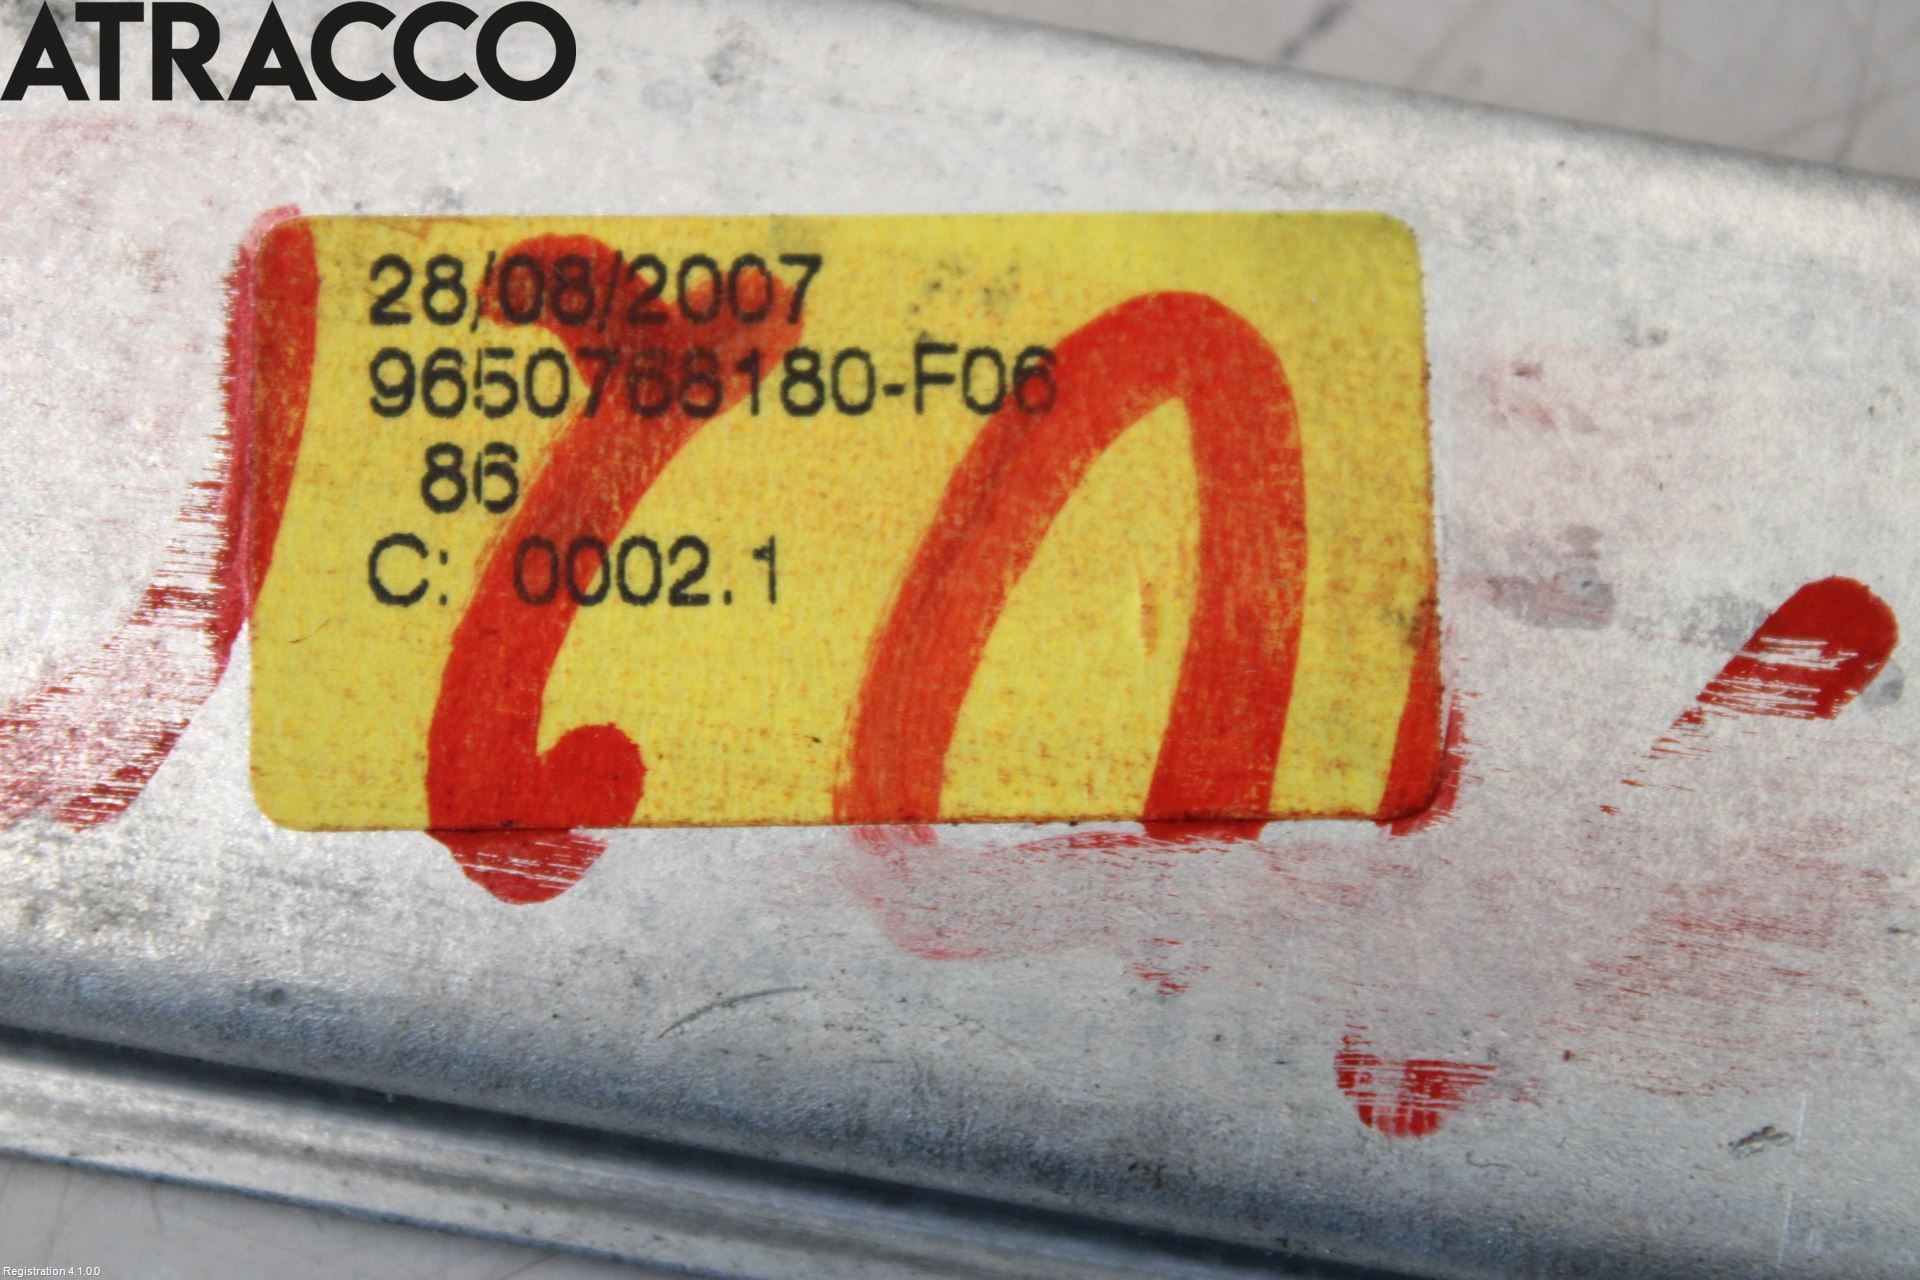 ATRACCO
28/08/2007
9650768180-F06
86
C: 0002.1
Registration 4.1.0.0